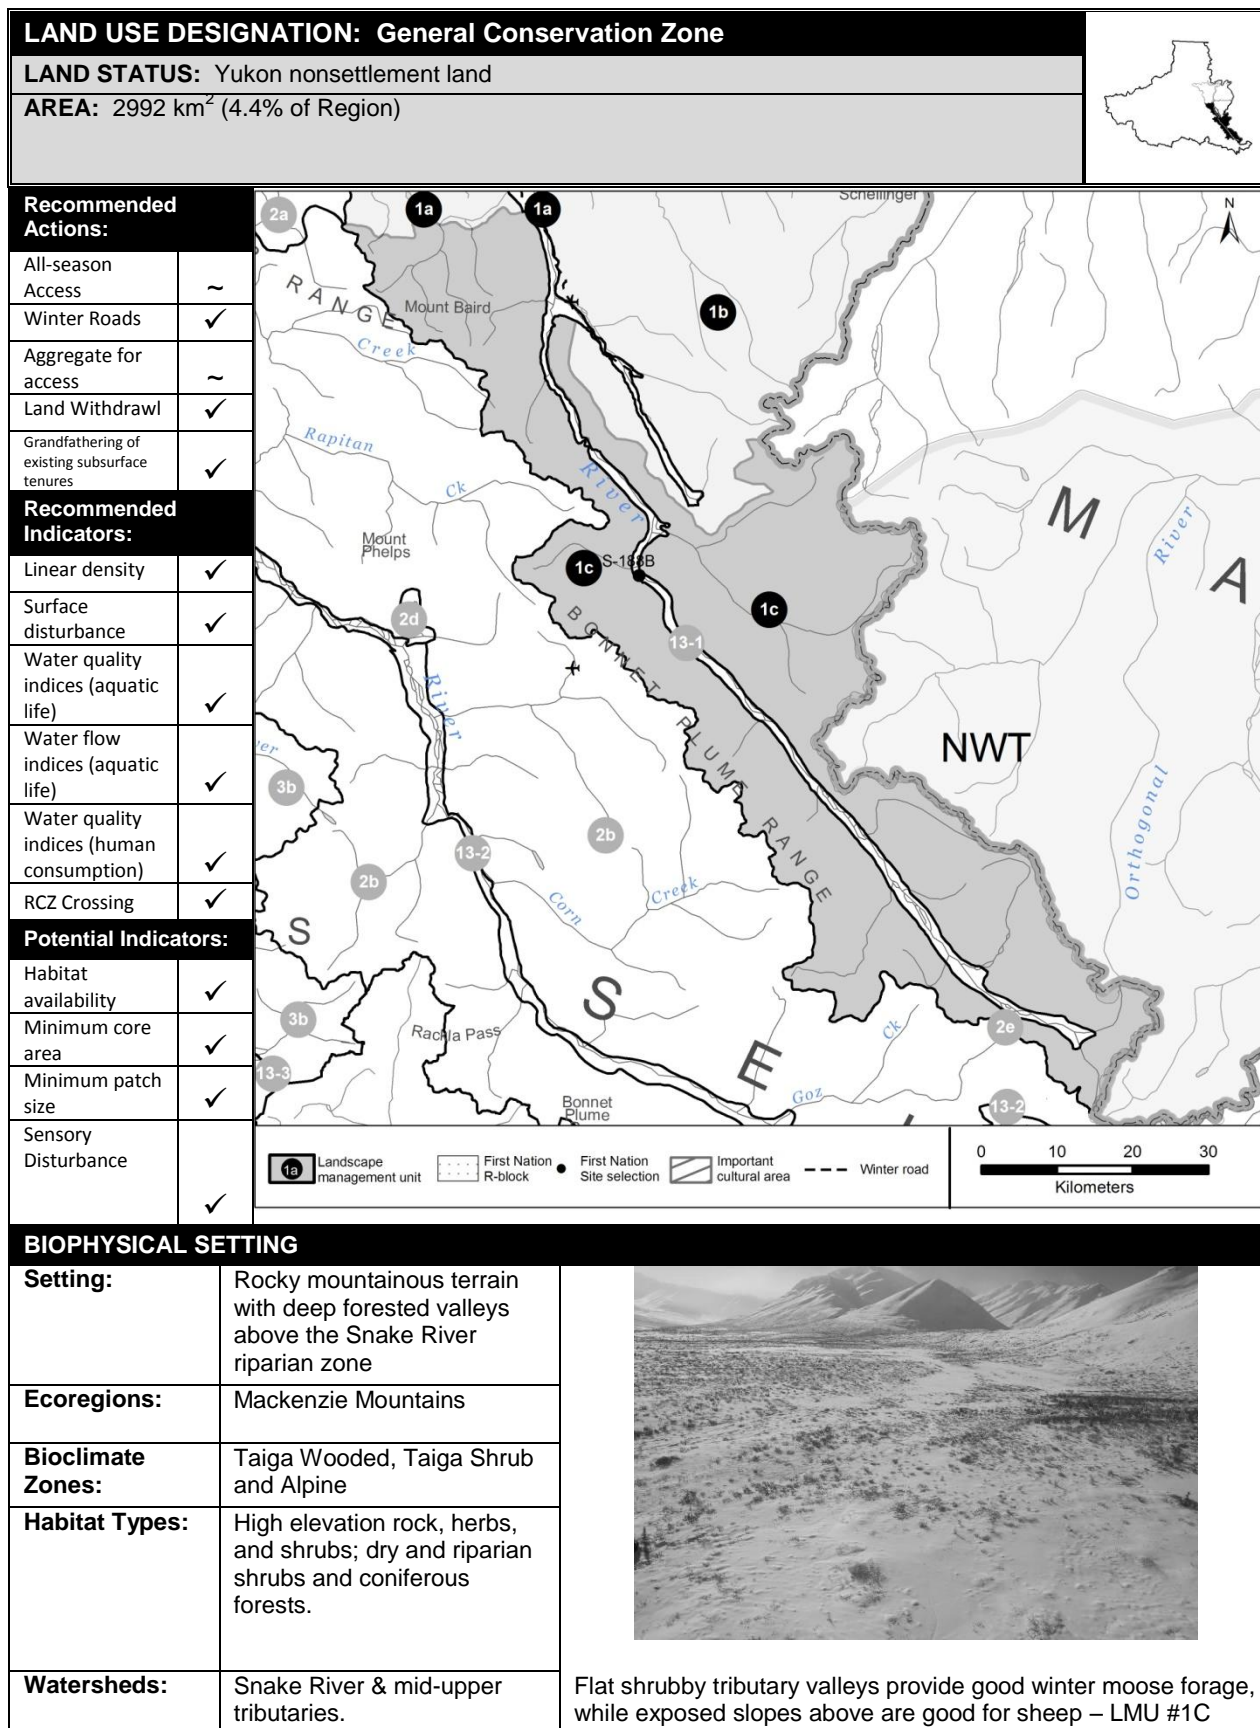 LAND USE DESIGNATION: General Conservation Zone
LAND STATUS: Yukon nonsettlement land
AREA: 2992 km2 (4.4% of Region)
Recommended
Actions:
All-season
Access ~
Winter Roads ✓
Aggregate for
access ~
Land Withdrawl ✓
Grandfathering of
existing subsurface
tenures ✓
Recommended
Indicators:
Linear density ✓
Surface
disturbance ✓
Water quality
indices (aquatic
life) ✓
Water flow
indices (aquatic
life) ✓
Water quality
indices (human
consumption) ✓
RCZ Crossing ✓
Potential Indicators:
Habitat
availability ✓
Minimum core
area ✓
Minimum patch
size ✓
Sensory
Disturbance
✓
2a
1a
1a
Schellinger
N
RANGE
Mount Baird
1b
Creek
Rapitan
Ck
River
M
River
Mount
Phelps
1c
S-188B
A
2d
BONNET PLUME RANGE
1c
13-1
River
NWT
ver
3b
2b
13-2
2b
Orthogonal
Corn
Creek
S
S
3b
Rackla Pass
Ck
2e
E
13-3
Bonnet
Plume
Goz
13-2
1a
Landscape
management unit
First Nation
R-block
First Nation
Site selection
Important
cultural area
Winter road
0 10 20 30
Kilometers
BIOPHYSICAL SETTING
Setting:
Rocky mountainous terrain
with deep forested valleys
above the Snake River
riparian zone
Ecoregions:
Mackenzie Mountains
Bioclimate
Zones:
Taiga Wooded, Taiga Shrub
and Alpine
Habitat Types:
High elevation rock, herbs,
and shrubs; dry and riparian
shrubs and coniferous
forests.
Watersheds:
Snake River & mid-upper
tributaries.
Flat shrubby tributary valleys provide good winter moose forage,
while exposed slopes above are good for sheep – LMU #1C